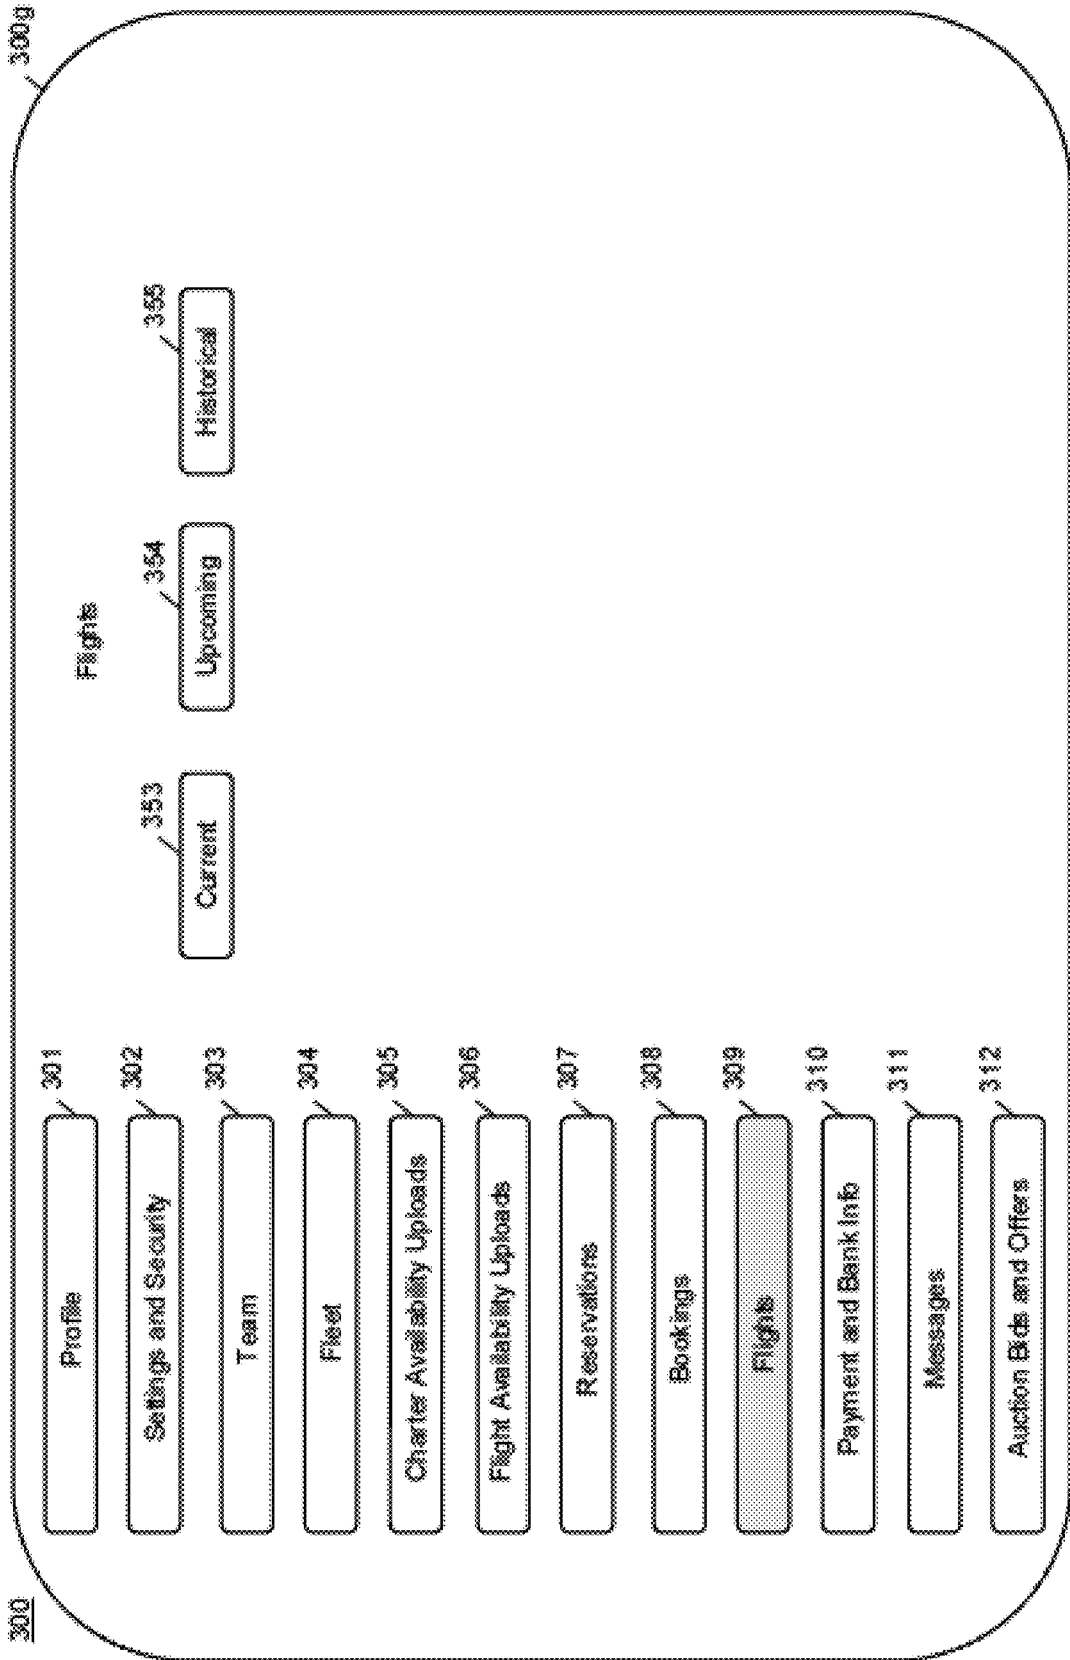 300
300g
Flights
Profile
301
Settings and Security
302
Team
303
Fleet
304
Charter Availability Uploads
305
Flight Availability Uploads
306
Reservations
307
Bookings
308
Flights
309
Payment and Bank Info
310
Messages
311
Auction Bids and Offers
312
353
Current
354
Upcoming
355
Historical